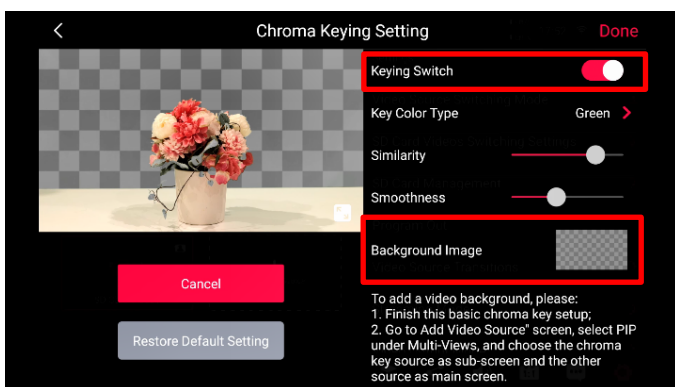 Chroma Keying Setting
Done
Keying Switch
Key Color Type
Green
Similarity
Smoothness
Background Image
Cancel
Restore Default Setting
To add a video background, please:
1. Finish this basic chroma key setup;
2. Go to Add Video Source" screen, select PIP
under Multi-Views, and choose the chroma
key source as sub-screen and the other
source as main screen.